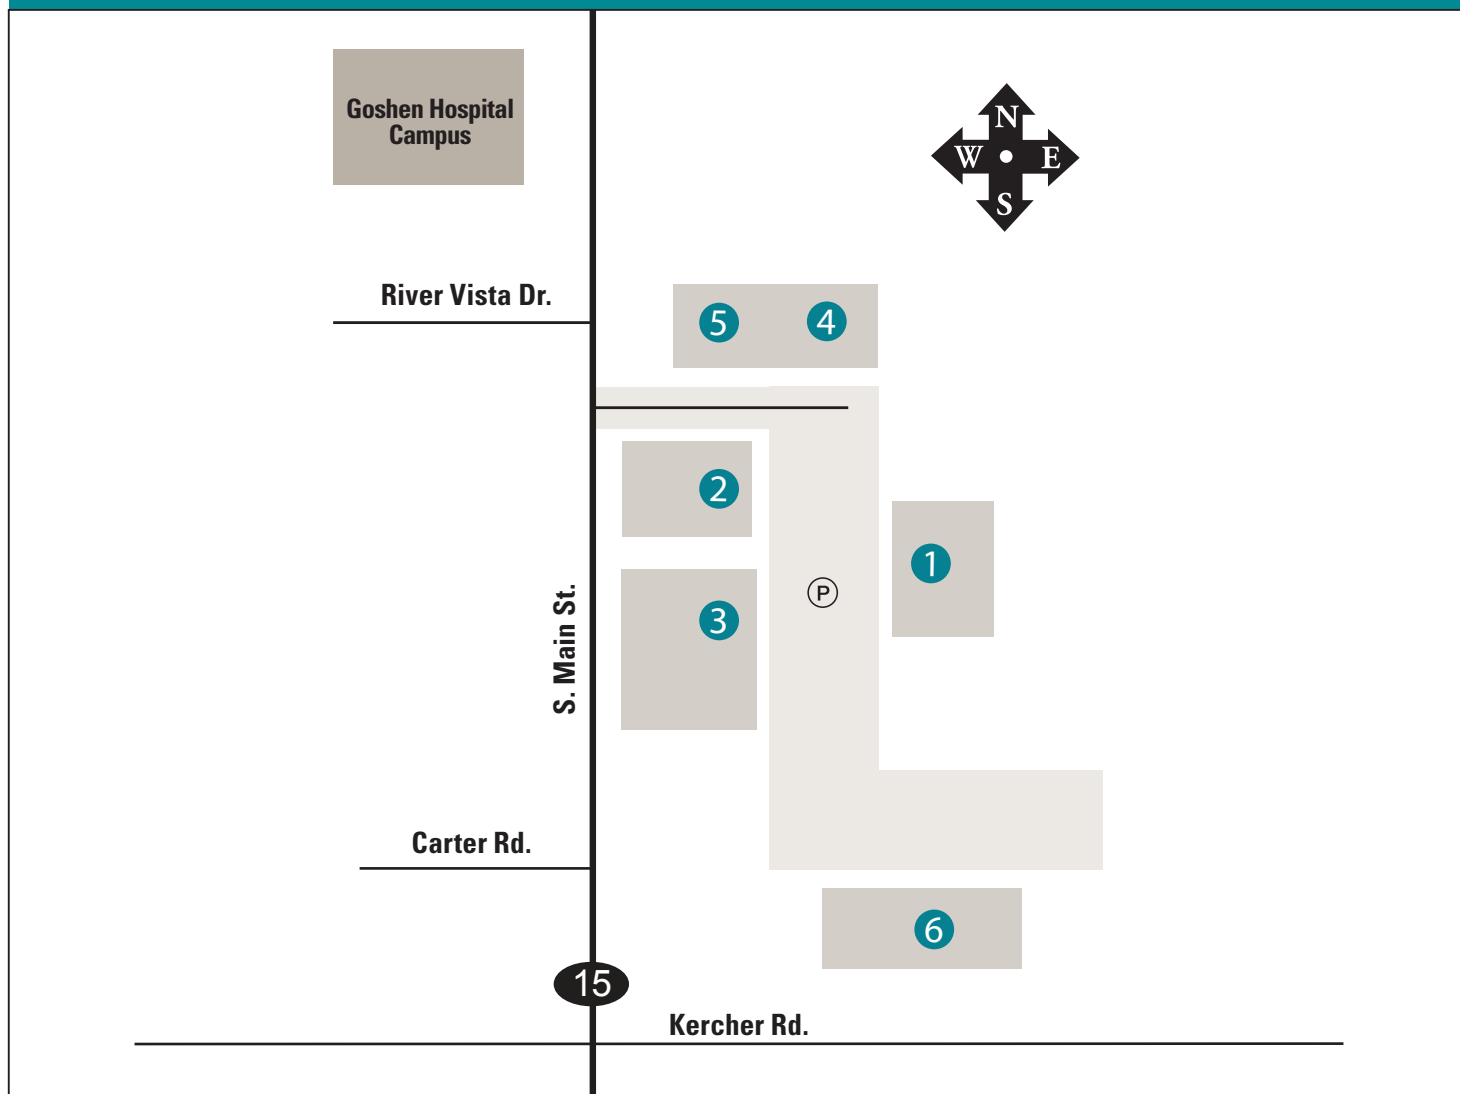 Goshen Hospital
Campus
N
W E
S
River Vista Dr.
5 4
2
1
P
3
S. Main St.
Carter Rd.
6
15
Kercher Rd.